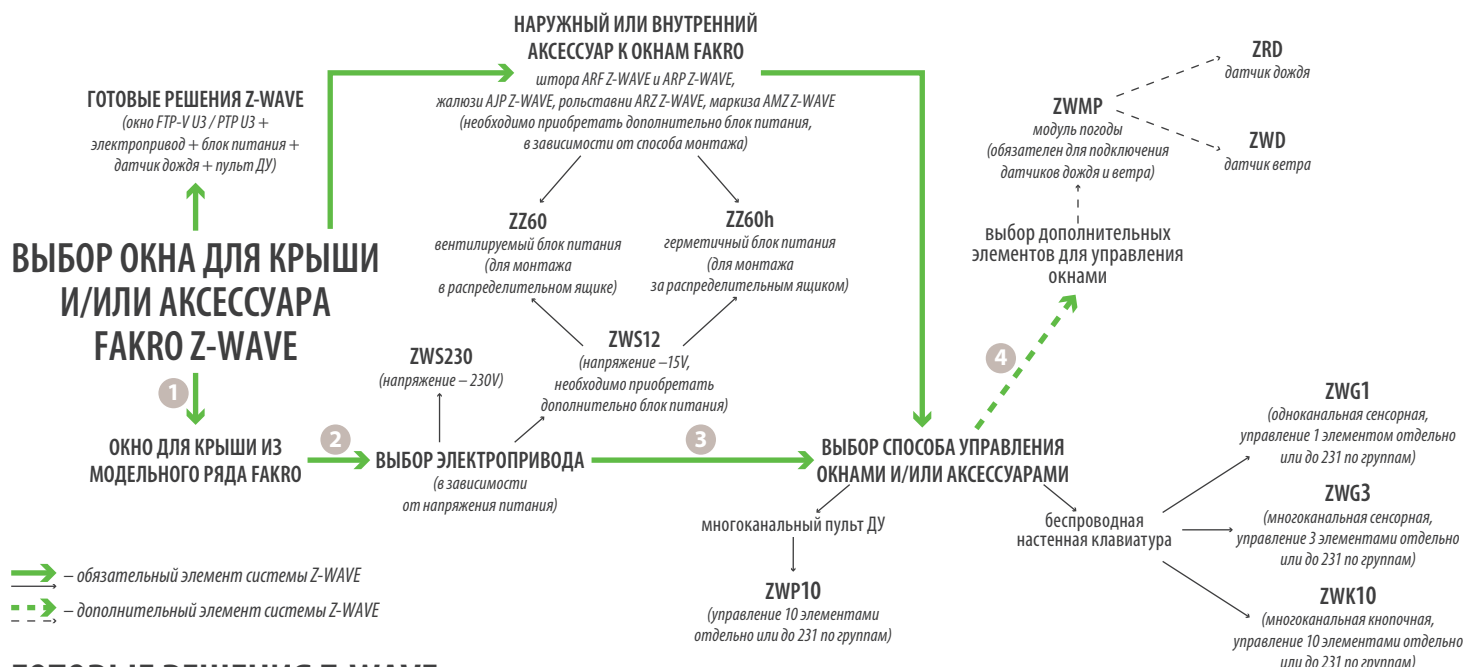 НАРУЖНЫЙ ИЛИ ВНУТРЕННИЙ
АКСЕССУАР К ОКНАМ FAKRO
штора ARF Z-WAVE и ARP Z-WAVE,
жалюзи AJP Z-WAVE, рольставни ARZ Z-WAVE, маркиза AMZ Z-WAVE
(необходимо приобретать дополнительно блок питания,
в зависимости от способа монтажа)
ГОТОВЫЕ РЕШЕНИЯ Z-WAVE
(окно FTP-V U3 / PTP U3 +
электропривод + блок питания +
датчик дождя + пульт ДУ)
ZRD
датчик дождя
ZWMP
модуль погоды
(обязателен для подключения
датчиков дождя и ветра)
ZWD
датчик ветра
ZZ60
вентилируемый блок питания
(для монтажа
в распределительном ящике)
ZZ60h
герметичный блок питания
(для монтажа
за распределительным ящиком)
выбор дополнительных
элементов для управления
окнами
ВЫБОР ОКНА ДЛЯ КРЫШИ
И/ИЛИ АКСЕССУАРА
FAKRO Z-WAVE
ZWS230
(напряжение – 230V)
ZWS12
(напряжение –15V,
необходимо приобретать
дополнительно блок питания)
4
1
ОКНО ДЛЯ КРЫШИ ИЗ
МОДЕЛЬНОГО РЯДА FAKRO
2
ВЫБОР ЭЛЕКТРОПРИВОДА
(в зависимости
от напряжения питания)
3
ВЫБОР СПОСОБА УПРАВЛЕНИЯ
ОКНАМИ И/ИЛИ АКСЕССУАРАМИ
ZWG1
(одноканальная сенсорная,
управление 1 элементом отдельно
или до 231 по группам)
многоканальный пульт ДУ
беспроводная
настенная клавиатура
ZWG3
(многоканальная сенсорная,
управление 3 элементами отдельно
или до 231 по группам)
ZWP10
(управление 10 элементами
отдельно или до 231 по группам)
ZWK10
(многоканальная кнопочная,
управление 10 элементами отдельно
или до 231 по группам)
– обязательный элемент системы Z-WAVE
– дополнительный элемент системы Z-WAVE
ГОТОВЫЕ РЕШЕНИЯ Z-WAVE